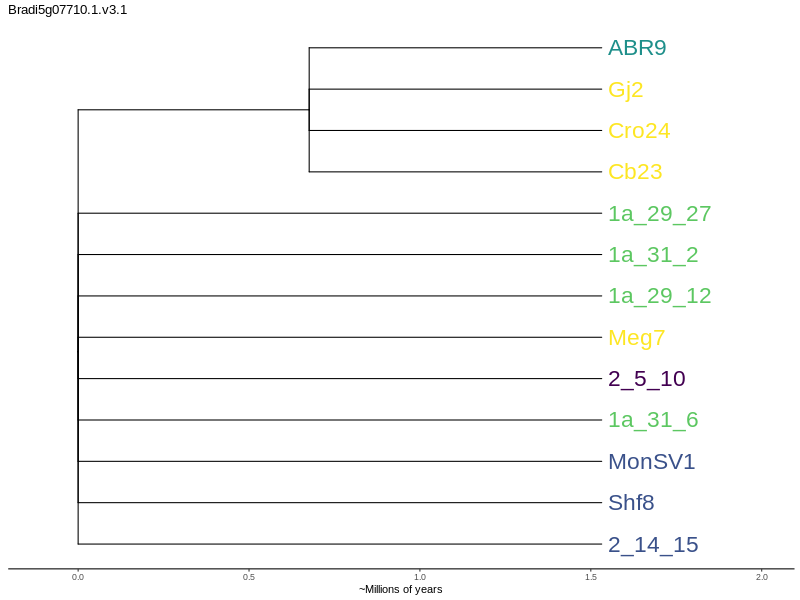 Bradi5g07710.1.v3.1
ABR9
Gj2
Cro24
Cb23
1a_29_27
1a_31_2
1a_29_12
Meg7
2_5_10
1a_31_6
MonSV1
Shf8
2_14_15
0.0 0.5 1.0 1.5 2.0
~Millions of years